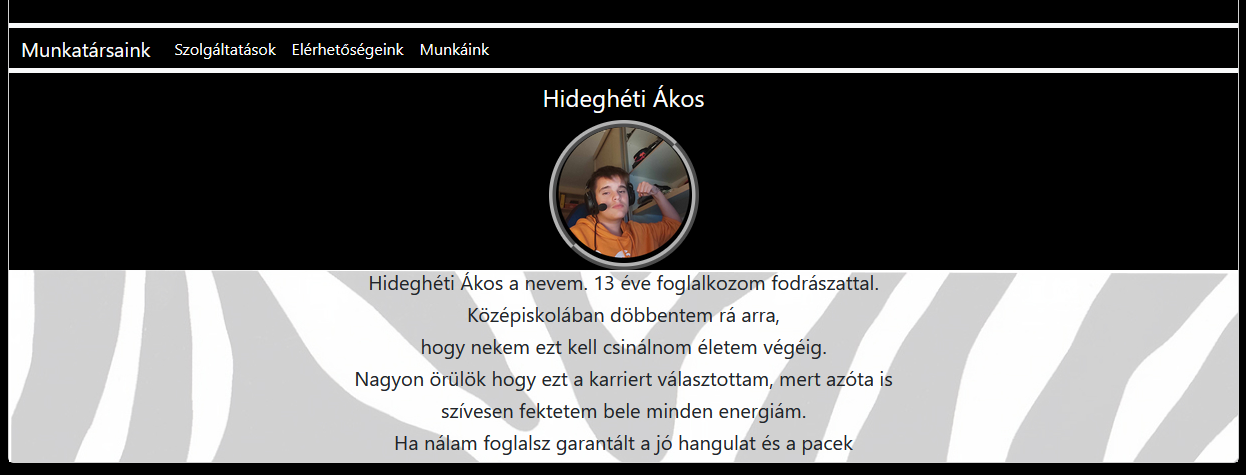 Munkatársaink Szolgáltatások Elérhetőségeink Munkáink
Hideghéti Ákos
Hideghéti Ákos a nevem. 13 éve foglalkozom fodrászattal.
Középiskolában döbbentem rá arra,
hogy nekem ezt kell csinálnom életem végéig.
Nagyon örülök hogy ezt a karriert választottam, mert azóta is
szívesen fektetem bele minden energiám.
Ha nálam foglalsz garantált a jó hangulat és a pacek